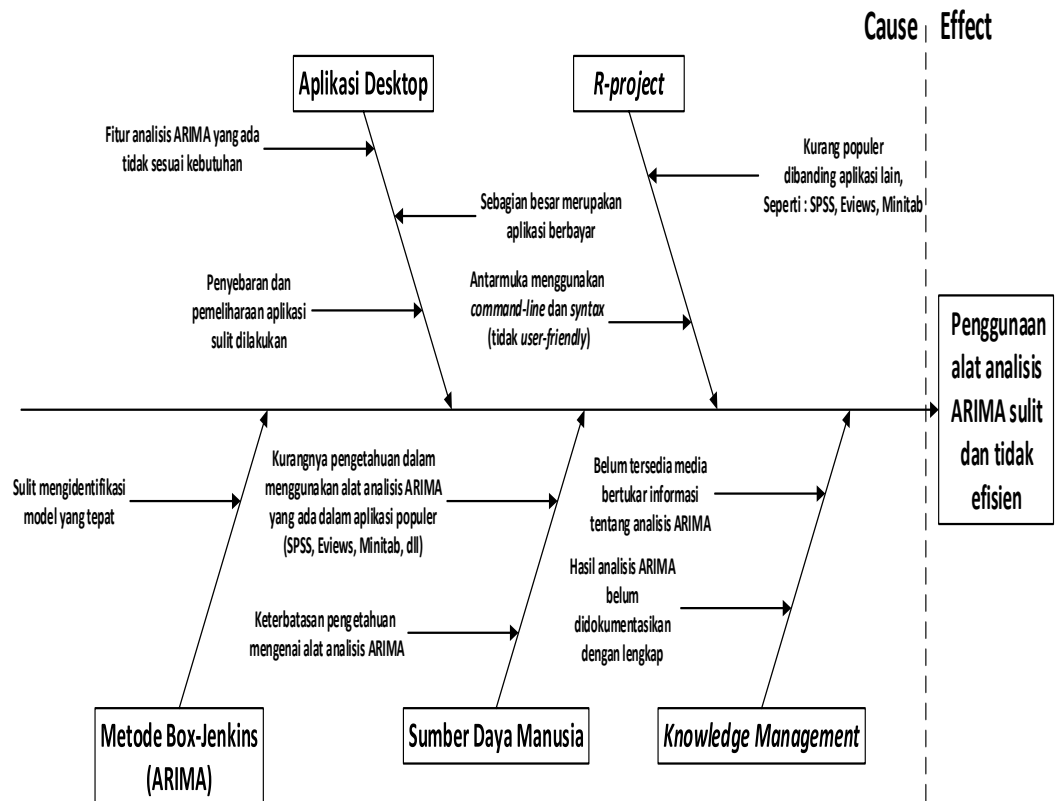 Cause Effect
Aplikasi Desktop
R-project
Fitur analisis ARIMA yang ada
tidak sesuai kebutuhan
Kurang populer
dibanding aplikasi lain,
Seperti : SPSS, Eviews, Minitab
Sebagian besar merupakan
aplikasi berbayar
Penyebaran dan
pemeliharaan aplikasi
sulit dilakukan
Antarmuka menggunakan
command-line dan syntax
(tidak user-friendly)
Penggunaan
alat analisis
ARIMA sulit
dan tidak
efisien
Sulit mengidentifikasi
model yang tepat
Kurangnya pengetahuan dalam
menggunakan alat analisis ARIMA
yang ada dalam aplikasi populer
(SPSS, Eviews, Minitab, dll)
Belum tersedia media
bertukar informasi
tentang analisis ARIMA
Keterbatasan pengetahuan
mengenai alat analisis ARIMA
Hasil analisis ARIMA
belum
didokumentasikan
dengan lengkap
Metode Box-Jenkins
(ARIMA)
Sumber Daya Manusia
Knowledge Management